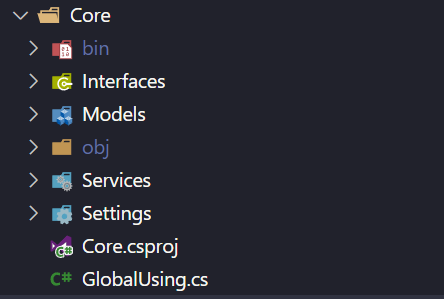 Core
bin
Interfaces
Models
obj
Services
Settings
Core.csproj
GlobalUsing.cs